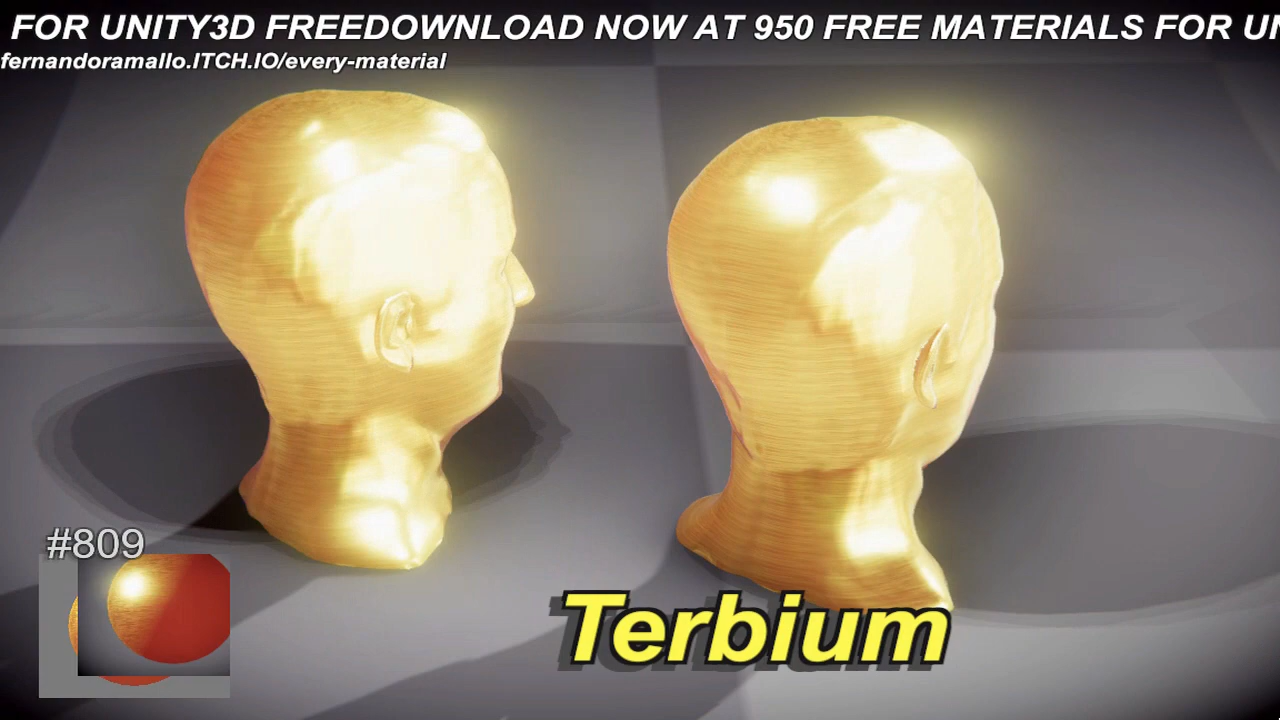 FOR UNITY3D FREEDOWNLOAD NOW AT 950 FREE MATERIALS FOR
fernandoramallo.ITCH.IO/every-material
#809
Terbium